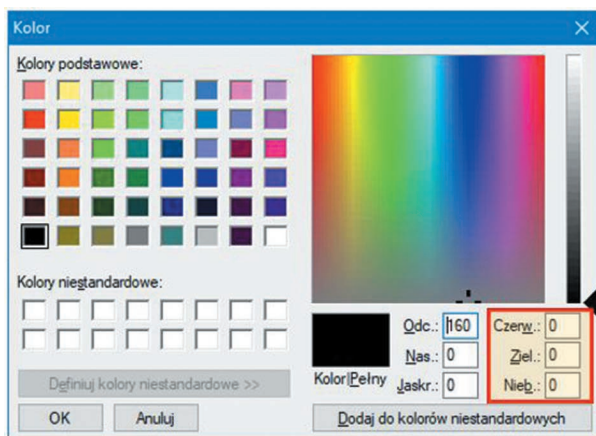 Kolor
Kolory podstawowe:
Kolory niestandardowe:
Definiuj kolory niestandardowe >>
OK Anuluj
Kolor|Pełny
Odc.: 160
Nas.: 0
Jaskr.: 0
Czerw.: 0
Ziel.: 0
Nieb.: 0
Dodaj do kolorów niestandardowych